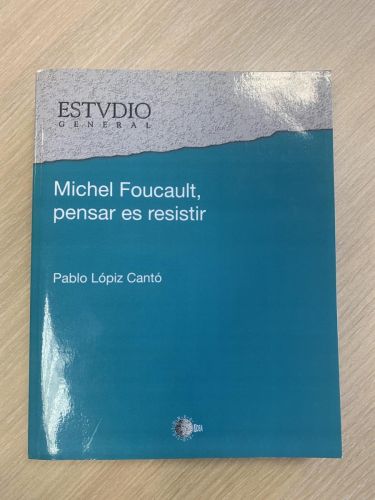 ESTVDIO
GENERAL
Michel Foucault,
pensar es resistir
Pablo Lópiz Cantó